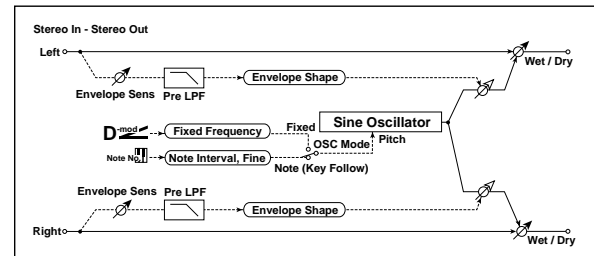 Stereo In - Stereo Out
Left
Wet / Dry
Envelope Shape
Envelope Sens
Pre LPF
D-mod
Fixed Frequency
Fixed
Sine Oscillator
OSC Mode
Pitch
Note No.
Note Interval, Fine
Note (Key Follow)
Envelope Sens
Pre LPF
Envelope Shape
Right
Wet / Dry